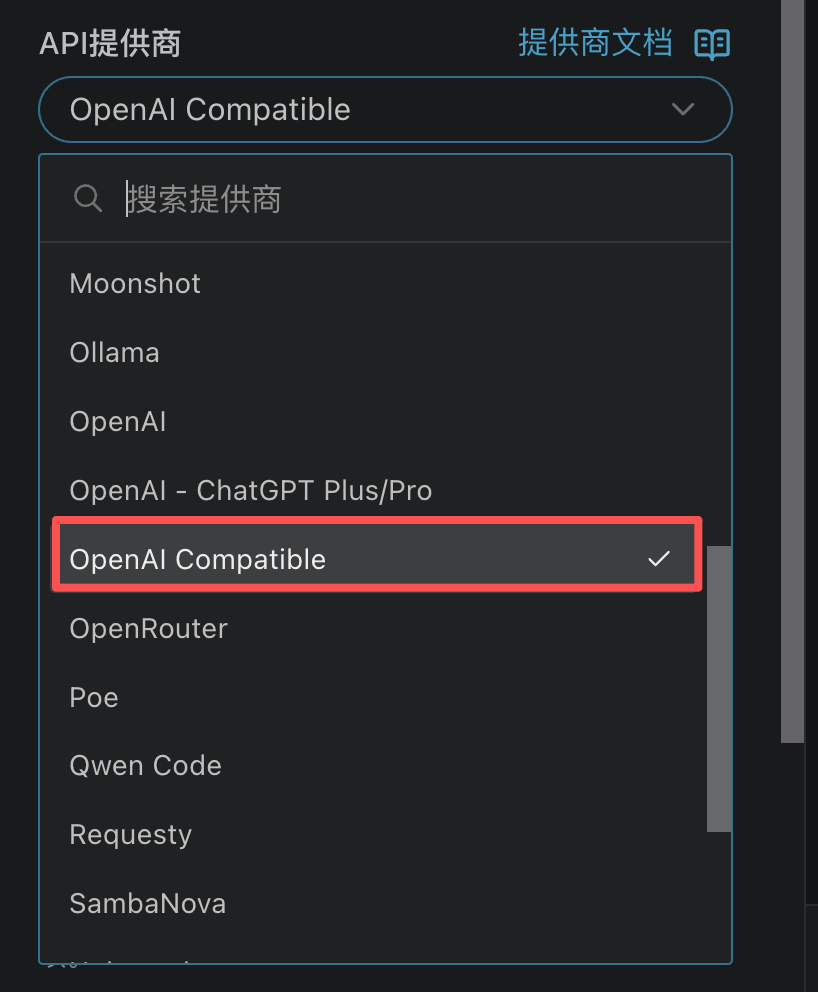 API提供商 提供商文档
OpenAI Compatible
搜索提供商
Moonshot
Ollama
OpenAI
OpenAI - ChatGPT Plus/Pro
OpenAI Compatible
OpenRouter
Poe
Qwen Code
Requesty
SambaNova